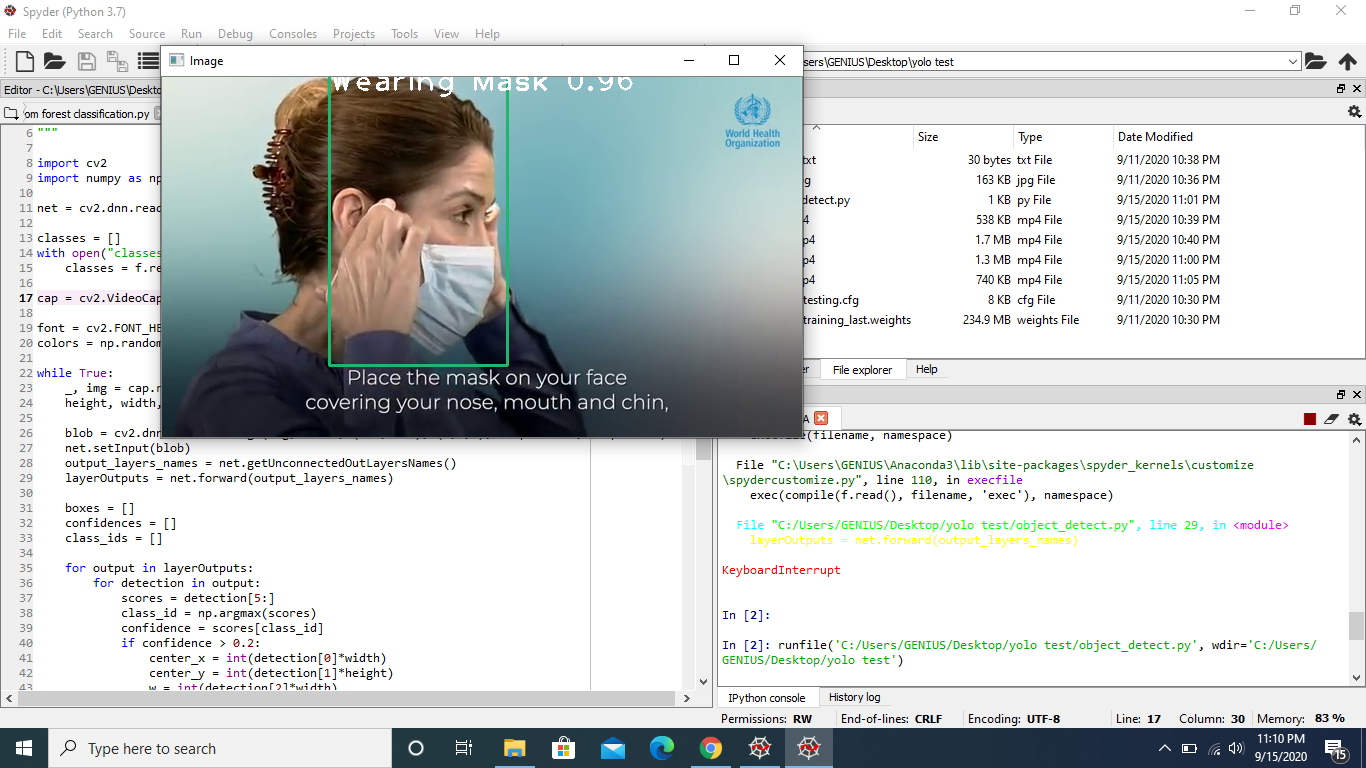 Spyder (Python 3.7)
File Edit Search Source Run Debug Consoles Projects Tools View Help
C:\Users\GENIUS\Desktop\yolo test
Editor - C:\Users\GENIUS\Deskto
om forest classification.py
6 """
7
8 import cv2
9 import numpy as np
10
11 net = cv2.dnn.read
12
13 classes = []
14 with open("classes
15 classes = f.re
16
17 cap = cv2.VideoCap
18
19 font = cv2.FONT_HE
20 colors = np.random
21
22 while True:
23 _, img = cap.r
24 height, width,
25
26 blob = cv2.dnn
27 net.setInput(blob)
28 output_layers_names = net.getUnconnectedOutLayersNames()
29 layerOutputs = net.forward(output_layers_names)
30
31 boxes = []
32 confidences = []
33 class_ids = []
34
35 for output in layerOutputs:
36 for detection in output:
37 scores = detection[5:]
38 class_id = np.argmax(scores)
39 confidence = scores[class_id]
40 if confidence > 0.2:
41 center_x = int(detection[0]*width)
42 center_y = int(detection[1]*height)
43 w = int(detection[2]*width)
Image
Wearing Mask 0.96
World Health
Organization
Place the mask on your face
covering your nose, mouth and chin,
Size Type Date Modified
txt 30 bytes txt File 9/11/2020 10:38 PM
g 163 KB jpg File 9/11/2020 10:36 PM
detect.py 1 KB py File 9/15/2020 11:01 PM
4 538 KB mp4 File 9/15/2020 10:39 PM
p4 1.7 MB mp4 File 9/15/2020 10:40 PM
p4 1.3 MB mp4 File 9/15/2020 11:00 PM
p4 740 KB mp4 File 9/15/2020 11:05 PM
testing.cfg 8 KB cfg File 9/11/2020 10:30 PM
training_last.weights 234.9 MB weights File 9/11/2020 10:30 PM
er File explorer Help
A
(filename, namespace)
File "C:\Users\GENIUS\Anaconda3\lib\site-packages\spyder_kernels\customize
\spydercustomize.py", line 110, in execfile
exec(compile(f.read(), filename, 'exec'), namespace)
File "C:/Users/GENIUS/Desktop/yolo test/object_detect.py", line 29, in <module>
layerOutputs = net.forward(output_layers_names)
KeyboardInterrupt
In [2]:
In [2]: runfile('C:/Users/GENIUS/Desktop/yolo test/object_detect.py', wdir='C:/Users/
GENIUS/Desktop/yolo test')
IPython console History log
Permissions: RW End-of-lines: CRLF Encoding: UTF-8 Line: 17 Column: 30 Memory: 83 %
Type here to search
11:10 PM
9/15/2020
15